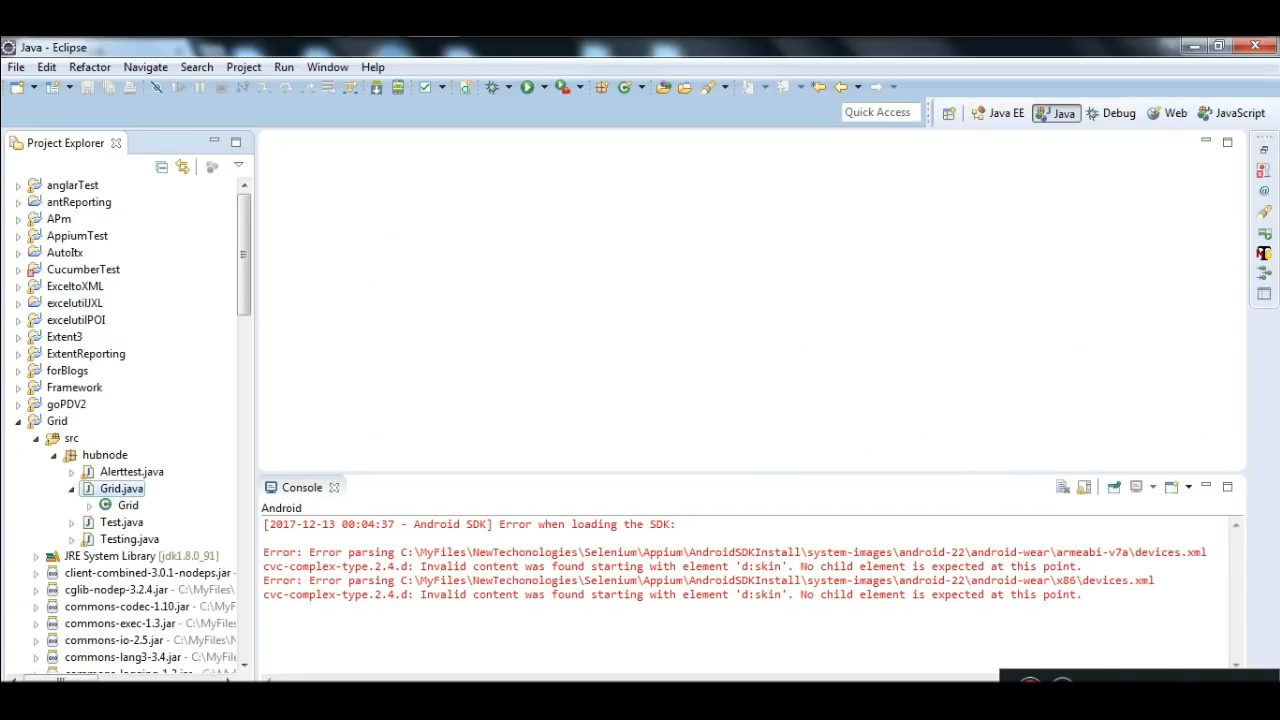 Java - Eclipse
File Edit Refactor Navigate Search Project Run Window Help
Quick Access
Java EE
Java
Debug
Web
JavaScript
Project Explorer
anglarTest
antReporting
APm
AppiumTest
AutoItx
CucumberTest
ExceltoXML
excelutilJXL
excelutilPOI
Extent3
ExtentReporting
forBlogs
Framework
goPDV2
Grid
src
hubnode
Alerttest.java
Grid.java
Grid
Test.java
Testing.java
JRE System Library [jdk1.8.0_91]
client-combined-3.0.1-nodeps.jar
cglib-nodep-3.2.4.jar - C:\MyFiles\
commons-codec-1.10.jar - C:\MyF
commons-exec-1.3.jar - C:\MyFiles
commons-io-2.5.jar - C:\MyFiles\N
commons-lang3-3.4.jar - C:\MyFile
Console
Android
[2017-12-13 00:04:37 - Android SDK] Error when loading the SDK:
Error: Error parsing C:\MyFiles\NewTechonologies\Selenium\Appium\AndroidSDKInstall\system-images\android-22\android-wear\armeabi-v7a\devices.xml
cvc-complex-type.2.4.d: Invalid content was found starting with element 'd:skin'. No child element is expected at this point.
Error: Error parsing C:\MyFiles\NewTechonologies\Selenium\Appium\AndroidSDKInstall\system-images\android-22\android-wear\x86\devices.xml
cvc-complex-type.2.4.d: Invalid content was found starting with element 'd:skin'. No child element is expected at this point.